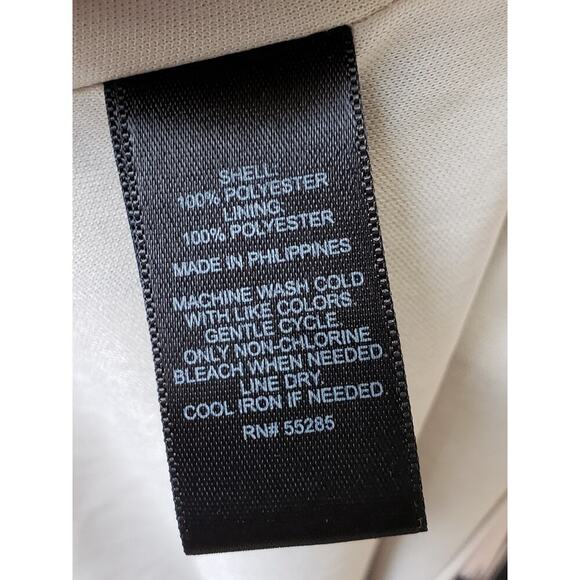 SHELL:
100% POLYESTER
LINING
100% POLYESTER
MADE IN PHILIPPINES
MACHINE WASH COLD
WITH LIKE COLORS
GENTLE CYCLE.
ONLY NON-CHLORINE
BLEACH WHEN NEEDED.
LINE DRY.
COOL IRON IF NEEDED
RN# 55285